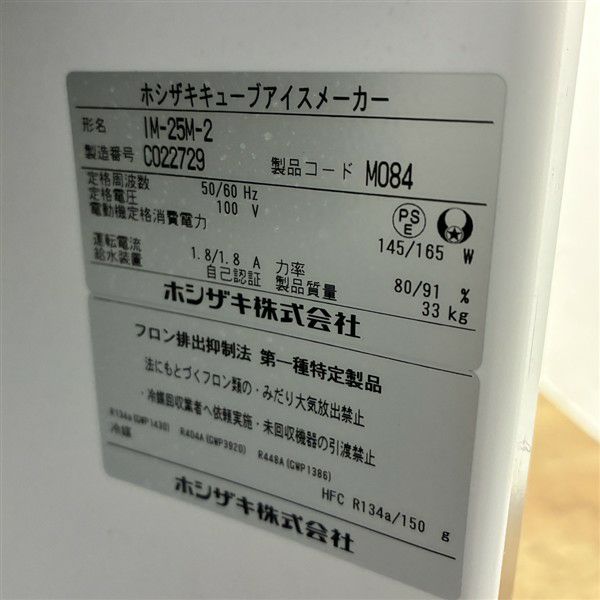 ホシザキキューブアイスメーカー
形名 IM-25M-2
製造番号 C022729 製品コード M084
定格周波数 50/60 Hz
定格電圧 100 V
電動機定格消費電力 145/165 W
PSE
運転電流 1.8/1.8 A 力率 80/91 %
給水装置 自己認証 製品質量 33 kg
ホシザキ株式会社
フロン排出抑制法 第一種特定製品
法にもとづくフロン類の・みだり大気放出禁止
・冷媒回収業者へ依頼実施・未回収機器の引渡禁止
R134a(GWP1430) R404A(GWP3920) R448A(GWP1386)
冷媒 HFC R134a/150 g
ホシザキ株式会社